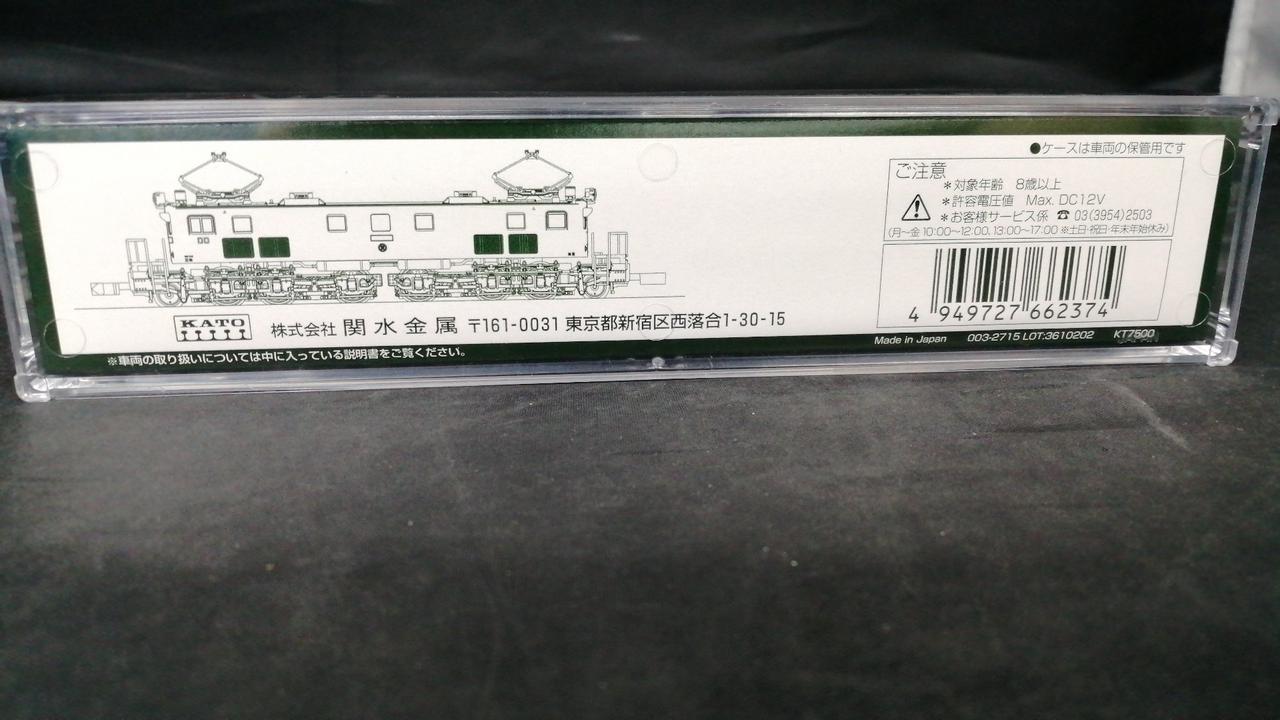 ●ケースは車両の保管用です
ご注意
＊対象年齢 8歳以上
＊許容電圧値 Max. DC12V
＊お客様サービス係 ☎ 03(3954)2503
(月〜金 10:00〜12:00, 13:00〜17:00 ※土日・祝日・年末年始休み)
4 949727 662374
KATO
株式会社 関水金属 〒161-0031 東京都新宿区西落合1-30-15
Made in Japan 003-2715 LOT:3610202 KT7500
※車両の取り扱いについては中に入っている説明書をご覧ください。